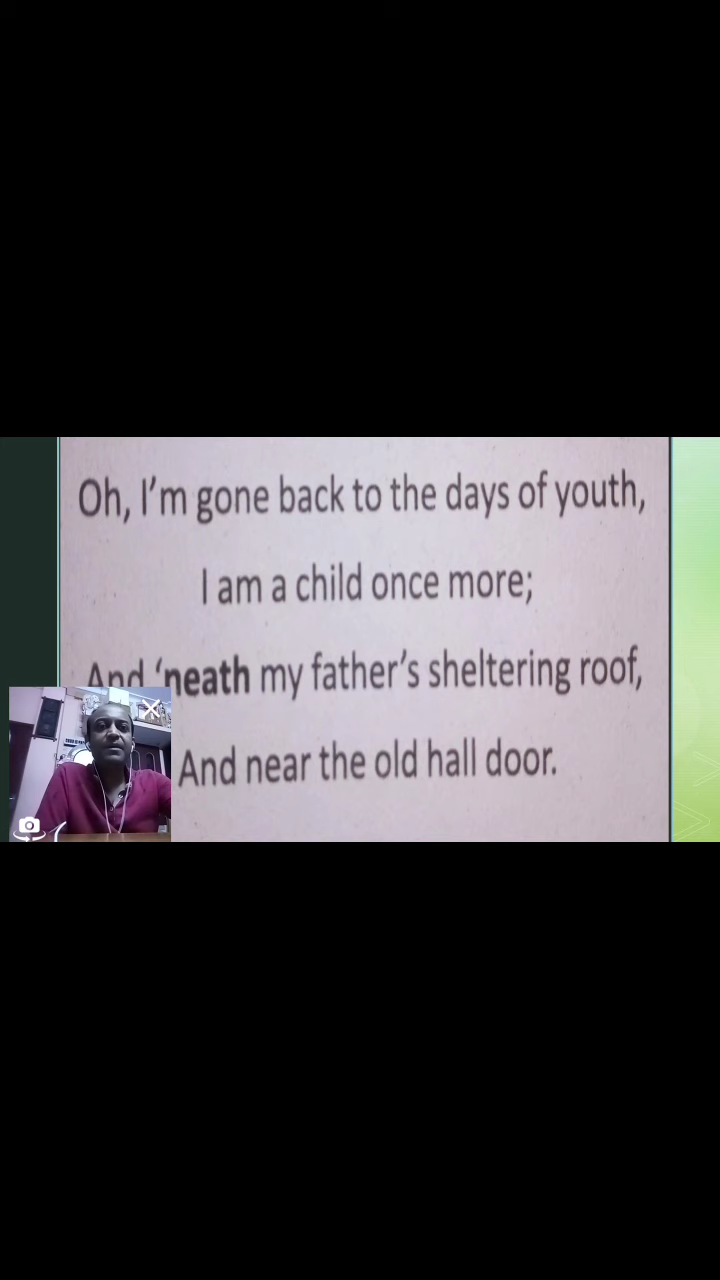 Oh, I’m gone back to the days of youth,
I am a child once more;
And ‘neath my father’s sheltering roof,
And near the old hall door.